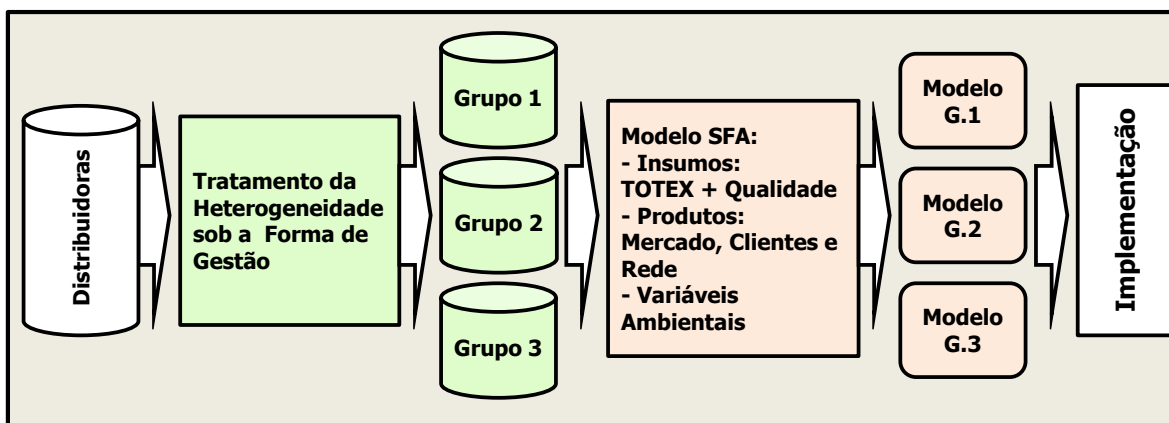 Distribuidoras
Tratamento da
Heterogeneidade
sob a Forma de
Gestão
Grupo 1
Grupo 2
Grupo 3
Modelo SFA:
- Insumos:
TOTEX + Qualidade
- Produtos:
Mercado, Clientes e
Rede
- Variáveis
Ambientais
Modelo
G.1
Modelo
G.2
Modelo
G.3
Implementação